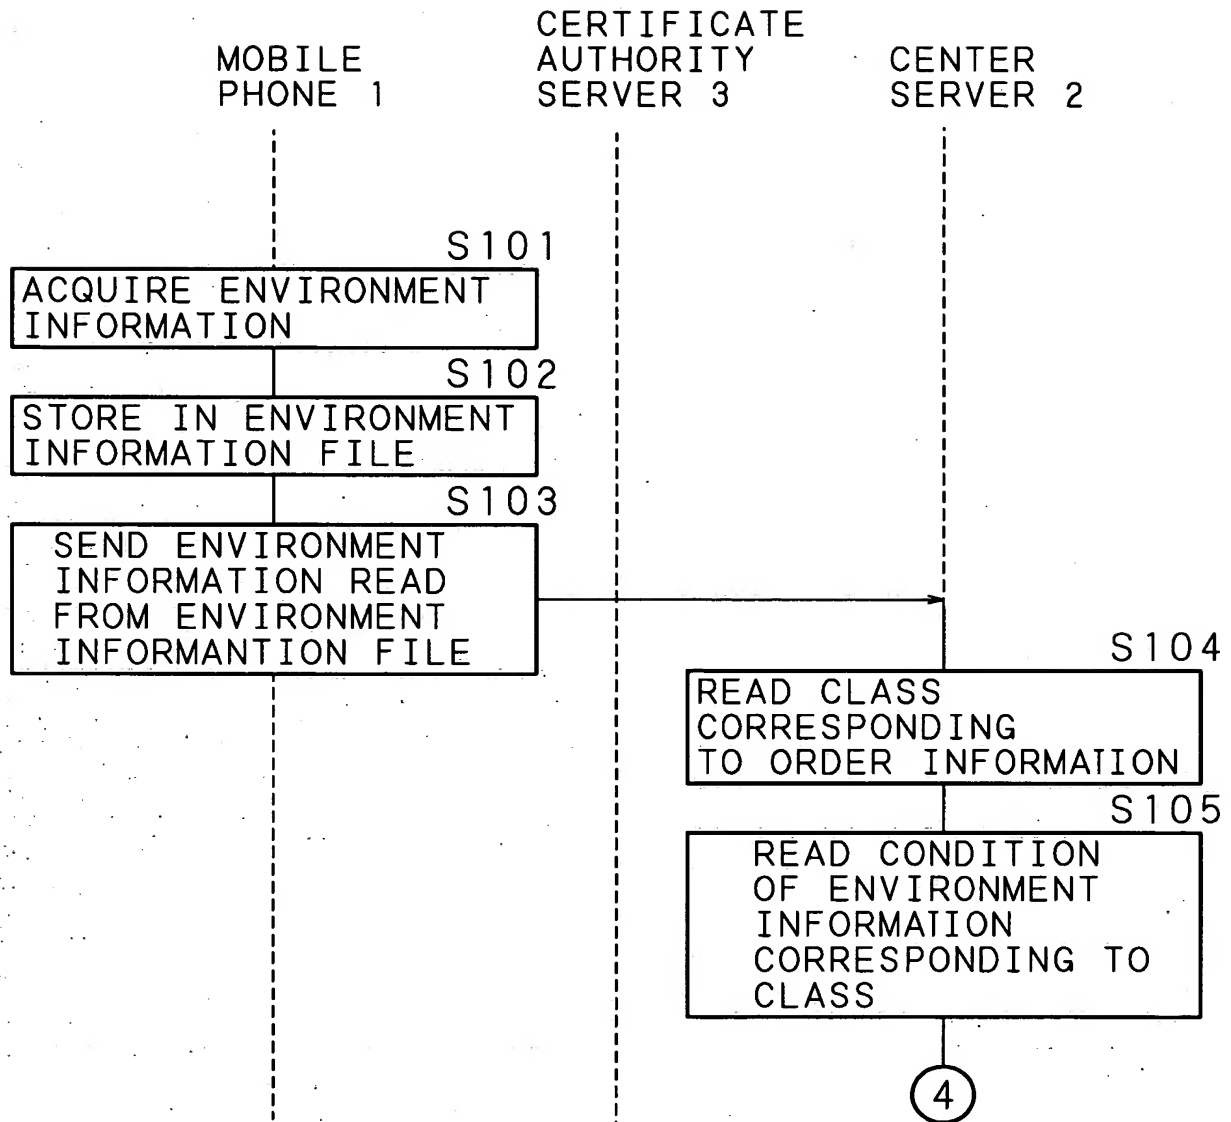 MOBILE
PHONE 1
CERTIFICATE
AUTHORITY
SERVER 3
CENTER
SERVER 2
S101
ACQUIRE ENVIRONMENT
INFORMATION
S102
STORE IN ENVIRONMENT
INFORMATION FILE
S103
SEND ENVIRONMENT
INFORMATION READ
FROM ENVIRONMENT
INFORMANTION FILE
S104
READ CLASS
CORRESPONDING
TO ORDER INFORMATION
S105
READ CONDITION
OF ENVIRONMENT
INFORMATION
CORRESPONDING TO
CLASS
4